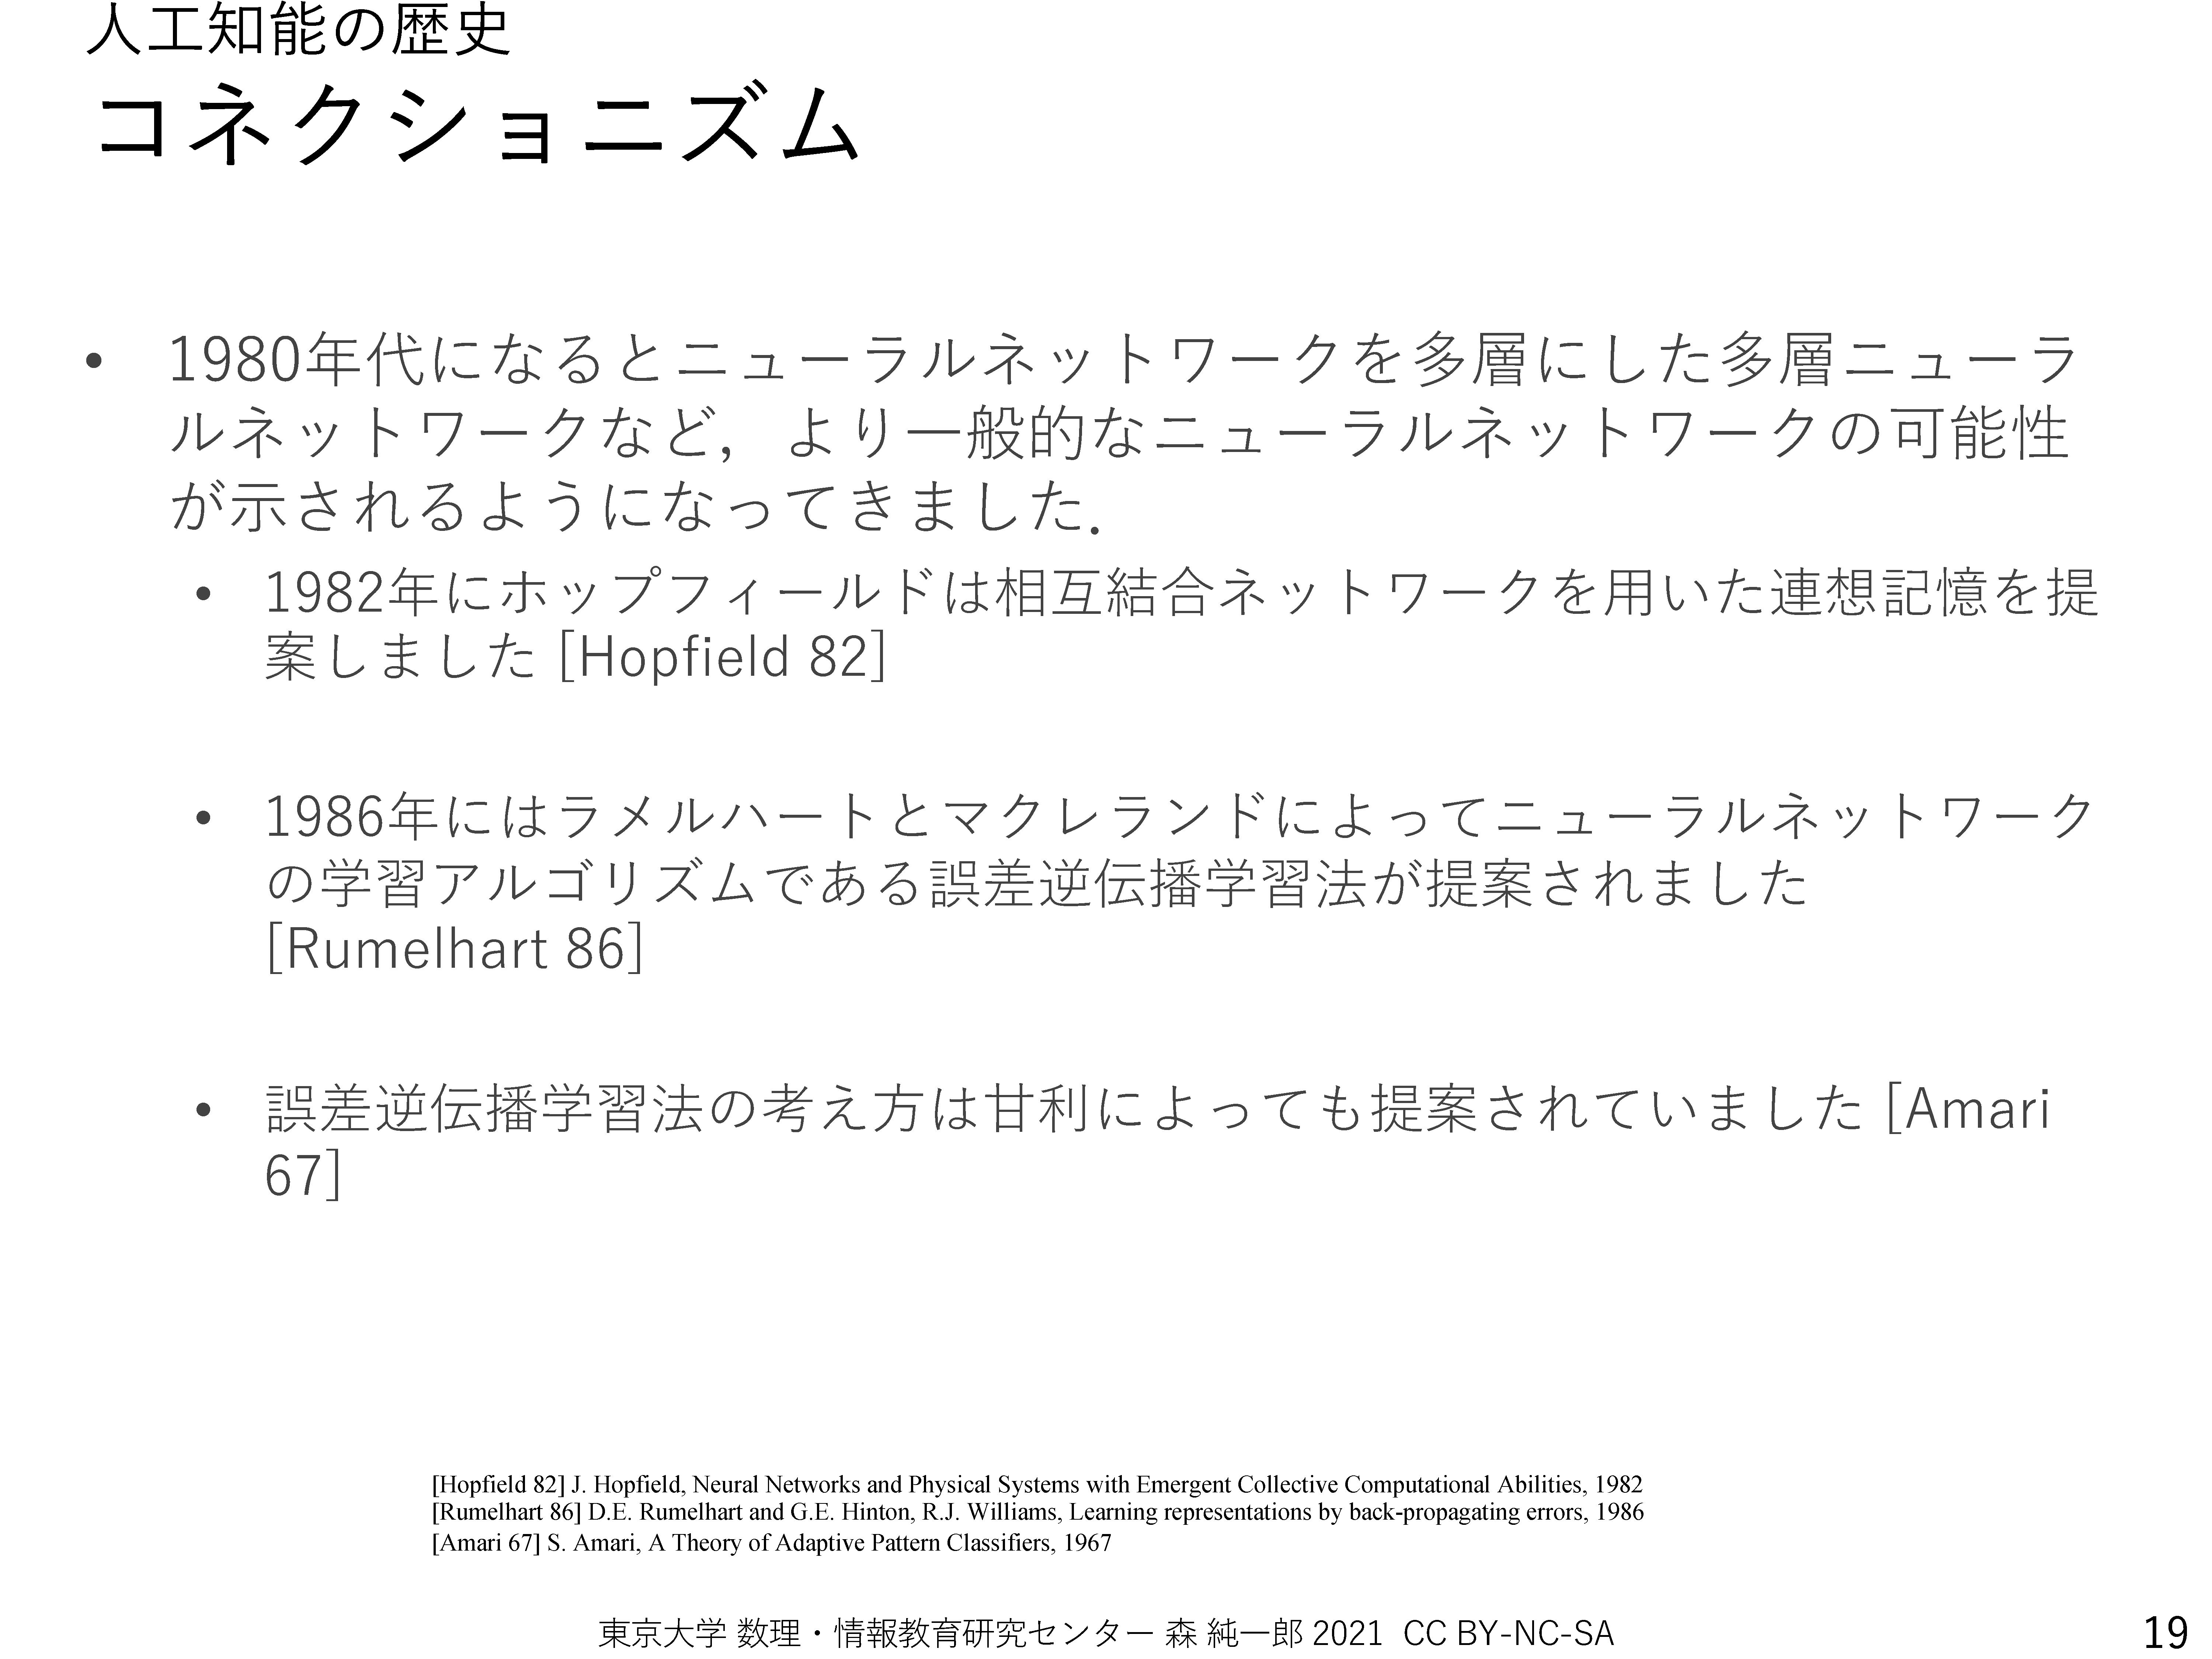 人工知能の歴史
コネクショニズム
• 1980年代になるとニューラルネットワークを多層にした多層ニューラ
ルネットワークなど，より一般的なニューラルネットワークの可能性
が示されるようになってきました．
• 1982年にホップフィールドは相互結合ネットワークを用いた連想記憶を提
案しました [Hopfield 82]
• 1986年にはラメルハートとマクレランドによってニューラルネットワーク
の学習アルゴリズムである誤差逆伝播学習法が提案されました
[Rumelhart 86]
• 誤差逆伝播学習法の考え方は甘利によっても提案されていました [Amari
67]
[Hopfield 82] J. Hopfield, Neural Networks and Physical Systems with Emergent Collective Computational Abilities, 1982
[Rumelhart 86] D.E. Rumelhart and G.E. Hinton, R.J. Williams, Learning representations by back-propagating errors, 1986
[Amari 67] S. Amari, A Theory of Adaptive Pattern Classifiers, 1967
東京大学 数理・情報教育研究センター 森 純一郎 2021 CC BY-NC-SA
19